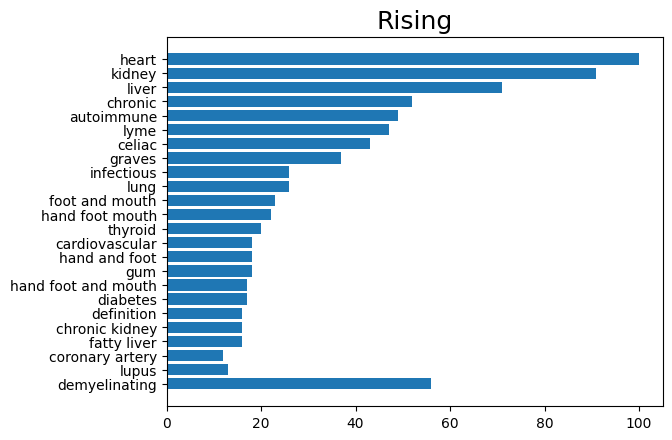 Rising
heart
kidney
liver
chronic
autoimmune
lyme
celiac
graves
infectious
lung
foot and mouth
hand foot mouth
thyroid
cardiovascular
hand and foot
gum
hand foot and mouth
diabetes
definition
chronic kidney
fatty liver
coronary artery
lupus
demyelinating
0 20 40 60 80 100